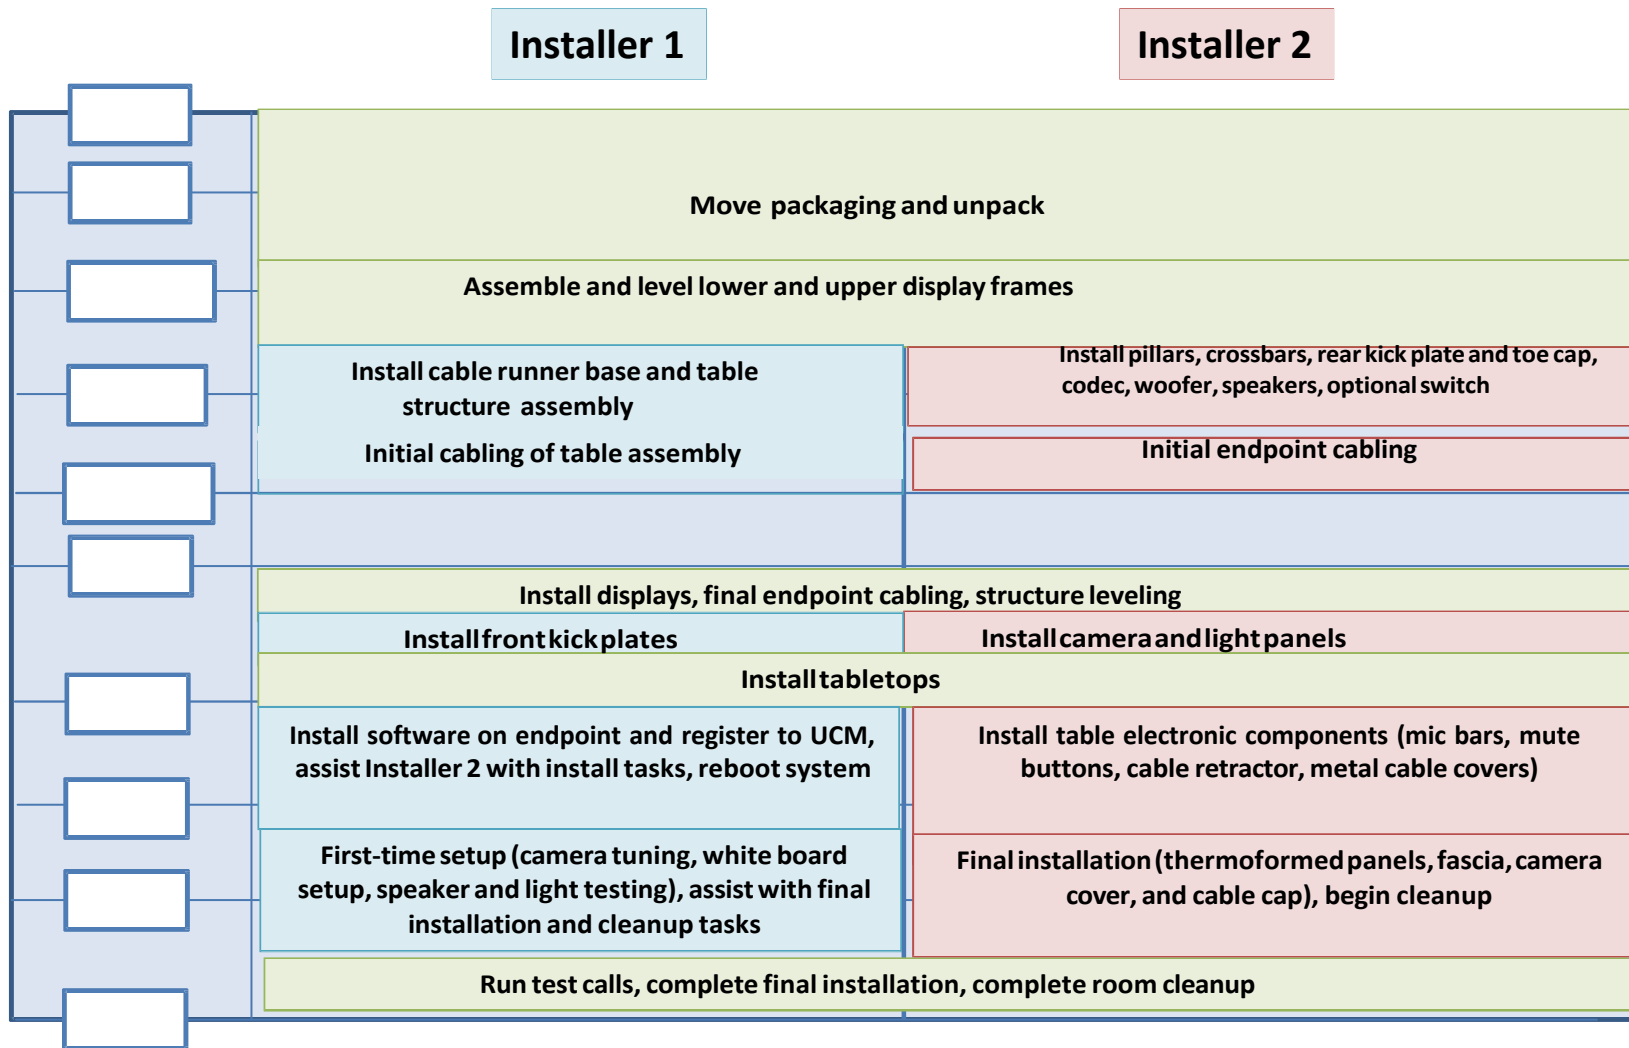 Installer 1
Installer 2
Move packaging and unpack
Assemble and level lower and upper display frames
Install cable runner base and table
structure assembly
Install pillars, crossbars, rear kick plate and toe cap,
codec, woofer, speakers, optional switch
Initial cabling of table assembly
Initial endpoint cabling
Install displays, final endpoint cabling, structure leveling
Install front kick plates
Install camera and light panels
Install tabletops
Install software on endpoint and register to UCM,
assist Installer 2 with install tasks, reboot system
Install table electronic components (mic bars, mute
buttons, cable retractor, metal cable covers)
First-time setup (camera tuning, white board
setup, speaker and light testing), assist with final
installation and cleanup tasks
Final installation (thermoformed panels, fascia, camera
cover, and cable cap), begin cleanup
Run test calls, complete final installation, complete room cleanup